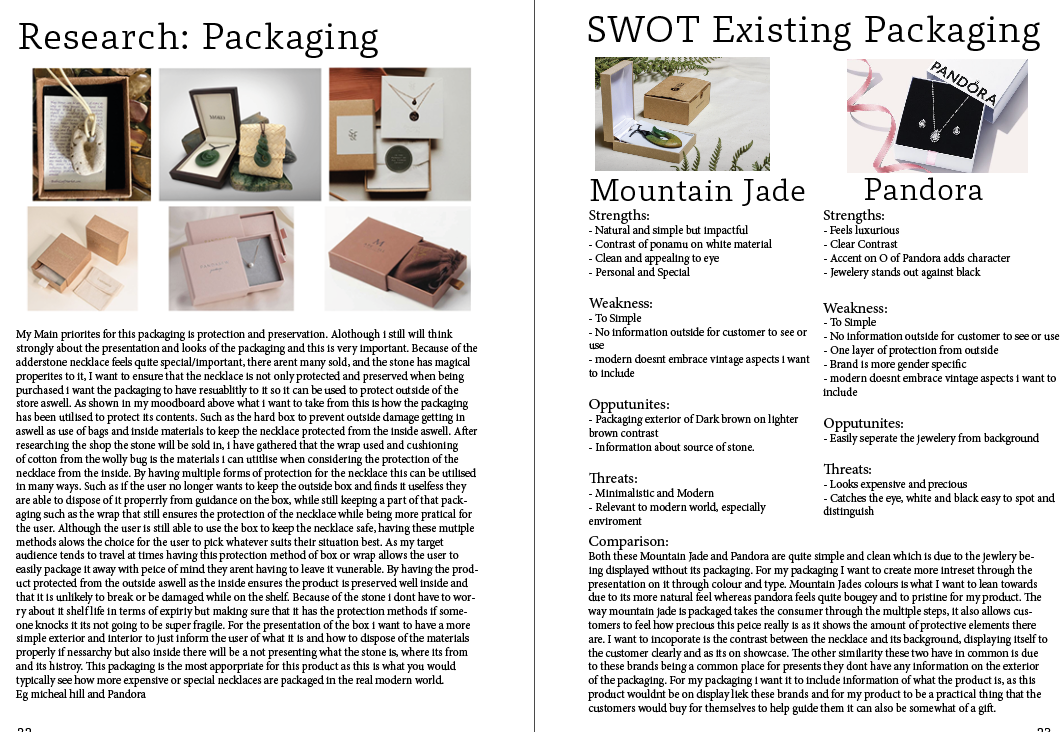 Research: Packaging
My Main priorites for this packaging is protection and preservation. Alothough i still will think
strongly about the presentation and looks of the packaging and this is very important. Because of the
adderstone necklace feels quite special/important, there arent many sold, and the stone has magical
properites to it, I want to ensure that the necklace is not only protected and preserved when being
purchased i want the packaging to have resuablitly to it so it can be used to protect outside of the
store aswell. As shown in my moodboard above what i want to take from this is how the packaging
has been utilised to protect its contents. Such as the hard box to prevent outside damage getting in
aswell as use of bags and inside materials to keep the necklace protected from the inside aswell. After
researching the shop the stone will be sold in, i have gathered that the wrap used and cushioning
of cotton from the wolly bug is the materials i can utitlise when considering the protection of the
necklace from the inside. By having multiple forms of protection for the necklace this can be utilised
in many ways. Such as if the user no longer wants to keep the outside box and finds it uselfess they
are able to dispose of it properrly from guidance on the box, while still keeping a part of that pack-
aging such as the wrap that still ensures the protection of the necklace while being more pratical for
the user. Although the user is still able to use the box to keep the necklace safe, having these mutiple
methods alows the choice for the user to pick whatever suits their situation best. As my target
audience tends to travel at times having this protection method of box or wrap allows the user to
easily package it away with peice of mind they arent having to leave it vunerable. By having the prod-
uct protected from the outside aswell as the inside ensures the product is preserved well inside and
that it is unlikely to break or be damaged while on the shelf. Because of the stone i dont have to wor-
ry about it shelf life in terms of expiriy but making sure that it has the protection methods if some-
one knocks it its not going to be super fragile. For the presentation of the box i want to have a more
simple exterior and interior to just inform the user of what it is and how to dispose of the materials
properly if nessarchy but also inside there will be a not presenting what the stone is, where its from
and its histroy. This packaging is the most apporpriate for this product as this is what you would
typically see how more expensive or special necklaces are packaged in the real modern world.
Eg micheal hill and Pandora
SWOT Existing Packaging
PANDORA
Mountain Jade
Strengths:
- Natural and simple but impactful
- Contrast of ponamu on white material
- Clean and appealing to eye
- Personal and Special
Weakness:
- To Simple
- No information outside for customer to see or
use
- modern doesnt embrace vintage aspects i want
to include
Opputunites:
- Packaging exterior of Dark brown on lighter
brown contrast
- Information about source of stone.
Threats:
- Minimalistic and Modern
- Relevant to modern world, especially
enviroment
Pandora
Strengths:
- Feels luxurious
- Clear Contrast
- Accent on O of Pandora adds character
- Jewelery stands out against black
Weakness:
- To Simple
- No information outside for customer to see or use
- One layer of protection from outside
- Brand is more gender specific
- modern doesnt embrace vintage aspects i want to
include
Opputunites:
- Easily seperate the jewelery from background
Threats:
- Looks expensive and precious
- Catches the eye, white and black easy to spot and
distinguish
Comparison:
Both these Mountain Jade and Pandora are quite simple and clean which is due to the jewlery be-
ing displayed without its packaging. For my packaging I want to create more intreset through the
presentation on it through colour and type. Mountain Jades colours is what I want to lean towards
due to its more natural feel whereas pandora feels quite bougey and to pristine for my product. The
way mountain jade is packaged takes the consumer through the multiple steps, it also allows cus-
tomers to feel how precious this peice really is as it shows the amount of protective elements there
are. I want to incoporate is the contrast between the necklace and its background, displaying itself to
the customer clearly and as its on showcase. The other similarity these two have in common is due
to these brands being a common place for presents they dont have any information on the exterior
of the packaging. For my packaging i want it to include information of what the product is, as this
product wouldnt be on display liek these brands and for my product to be a practical thing that the
customers would buy for themselves to help guide them it can also be somewhat of a gift.